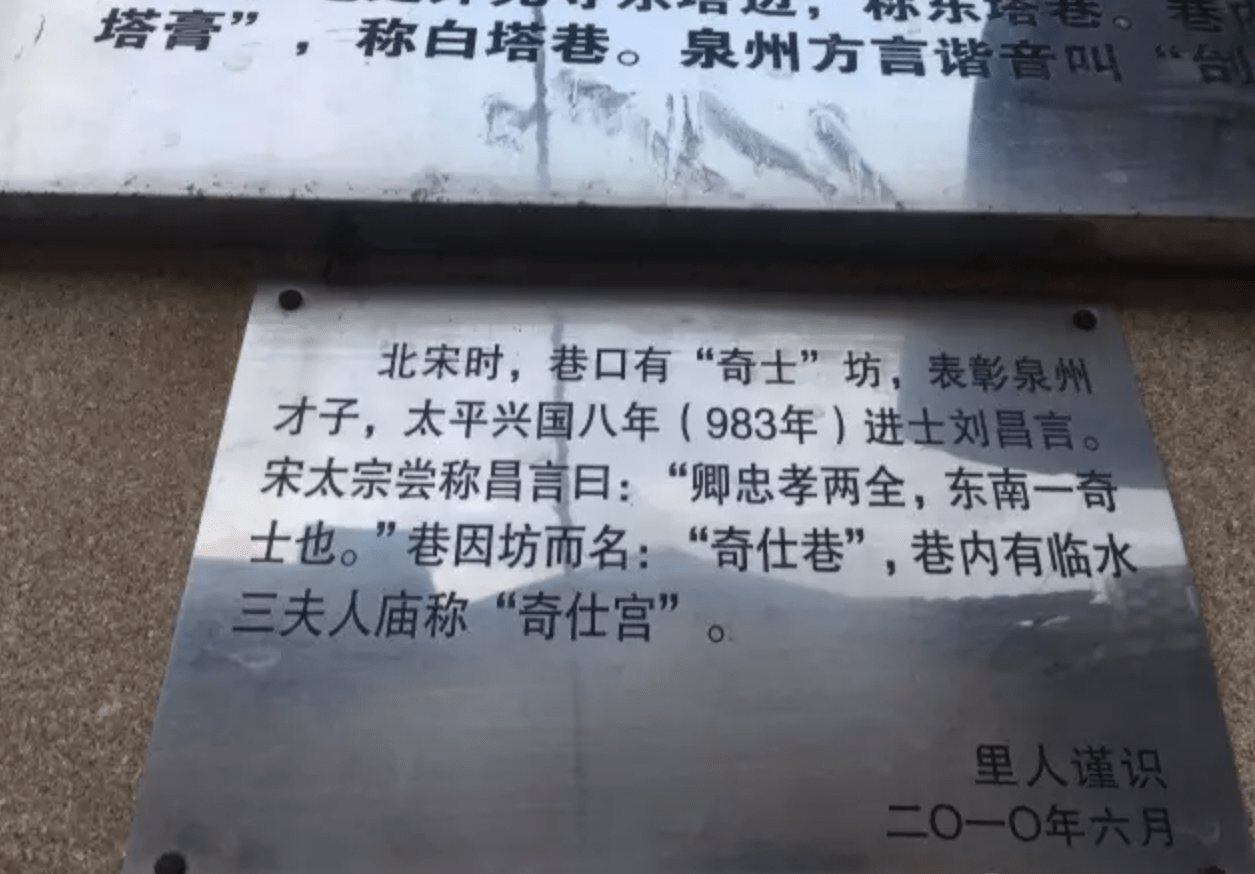 寺东塔边，称东塔巷。巷
塔膏”，称白塔巷。泉州方言谐音叫“刣
北宋时，巷口有“奇士”坊，表彰泉州
才子，太平兴国八年（983年）进士刘昌言。
宋太宗尝称昌言曰：“卿忠孝两全，东南一奇
士也。”巷因坊而名：“奇仕巷”，巷内有临水
三夫人庙称“奇仕宫”。
里人谨识
二〇一〇年六月